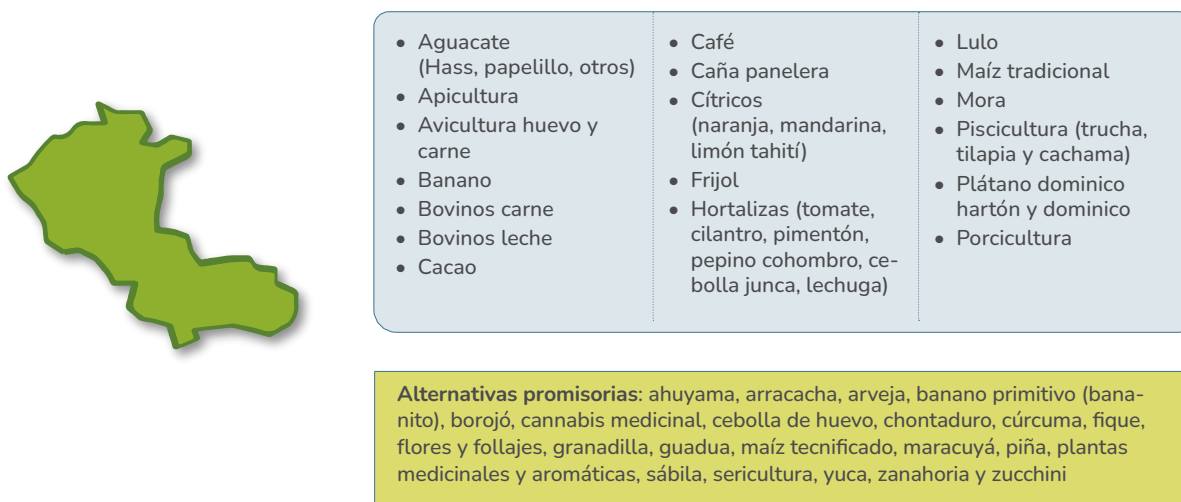 • Aguacate
(Hass, papelillo, otros)
• Apicultura
• Avicultura huevo y
carne
• Banano
• Bovinos carne
• Bovinos leche
• Cacao
• Café
• Caña panelera
• Cítricos
(naranja, mandarina,
limón tahití)
• Frijol
• Hortalizas (tomate,
cilantro, pimentón,
pepino cohombro, ce-
bolla junca, lechuga)
• Lulo
• Maíz tradicional
• Mora
• Piscicultura (trucha,
tilapia y cachama)
• Plátano dominico
hartón y dominico
• Porcicultura
Alternativas promisorias: ahuyama, arracacha, arveja, banano primitivo (bana-
nito), borojó, cannabis medicinal, cebolla de huevo, chontaduro, cúrcuma, fique,
flores y follajes, granadilla, guadua, maíz tecnificado, maracuyá, piña, plantas
medicinales y aromáticas, sábila, sericultura, yuca, zanahoria y zucchini